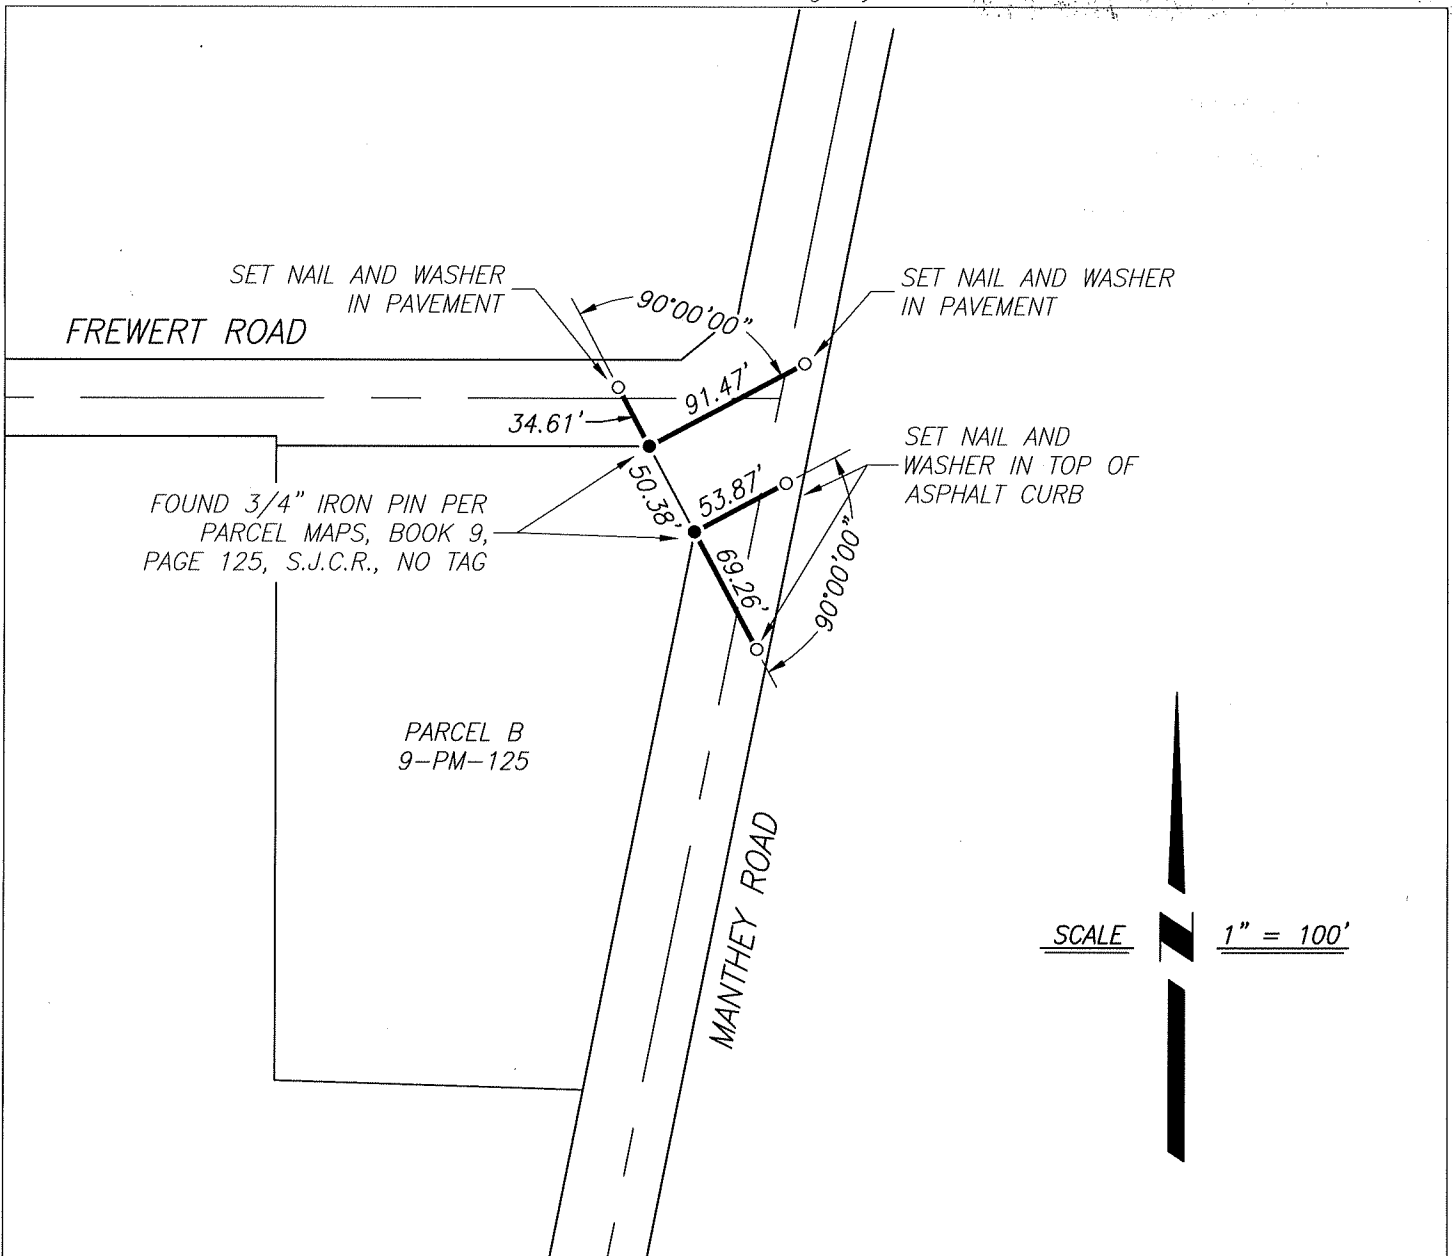 SET NAIL AND WASHER
IN PAVEMENT
90°00'00"
SET NAIL AND WASHER
IN PAVEMENT
FREWERT ROAD
91.47'
34.61'
50.38'
53.87'
SET NAIL AND
WASHER IN TOP OF
ASPHALT CURB
FOUND 3/4" IRON PIN PER
PARCEL MAPS, BOOK 9,
PAGE 125, S.J.C.R., NO TAG
69.26'
90°00'00"
PARCEL B
9-PM-125
MANTHEY ROAD
SCALE 1" = 100'